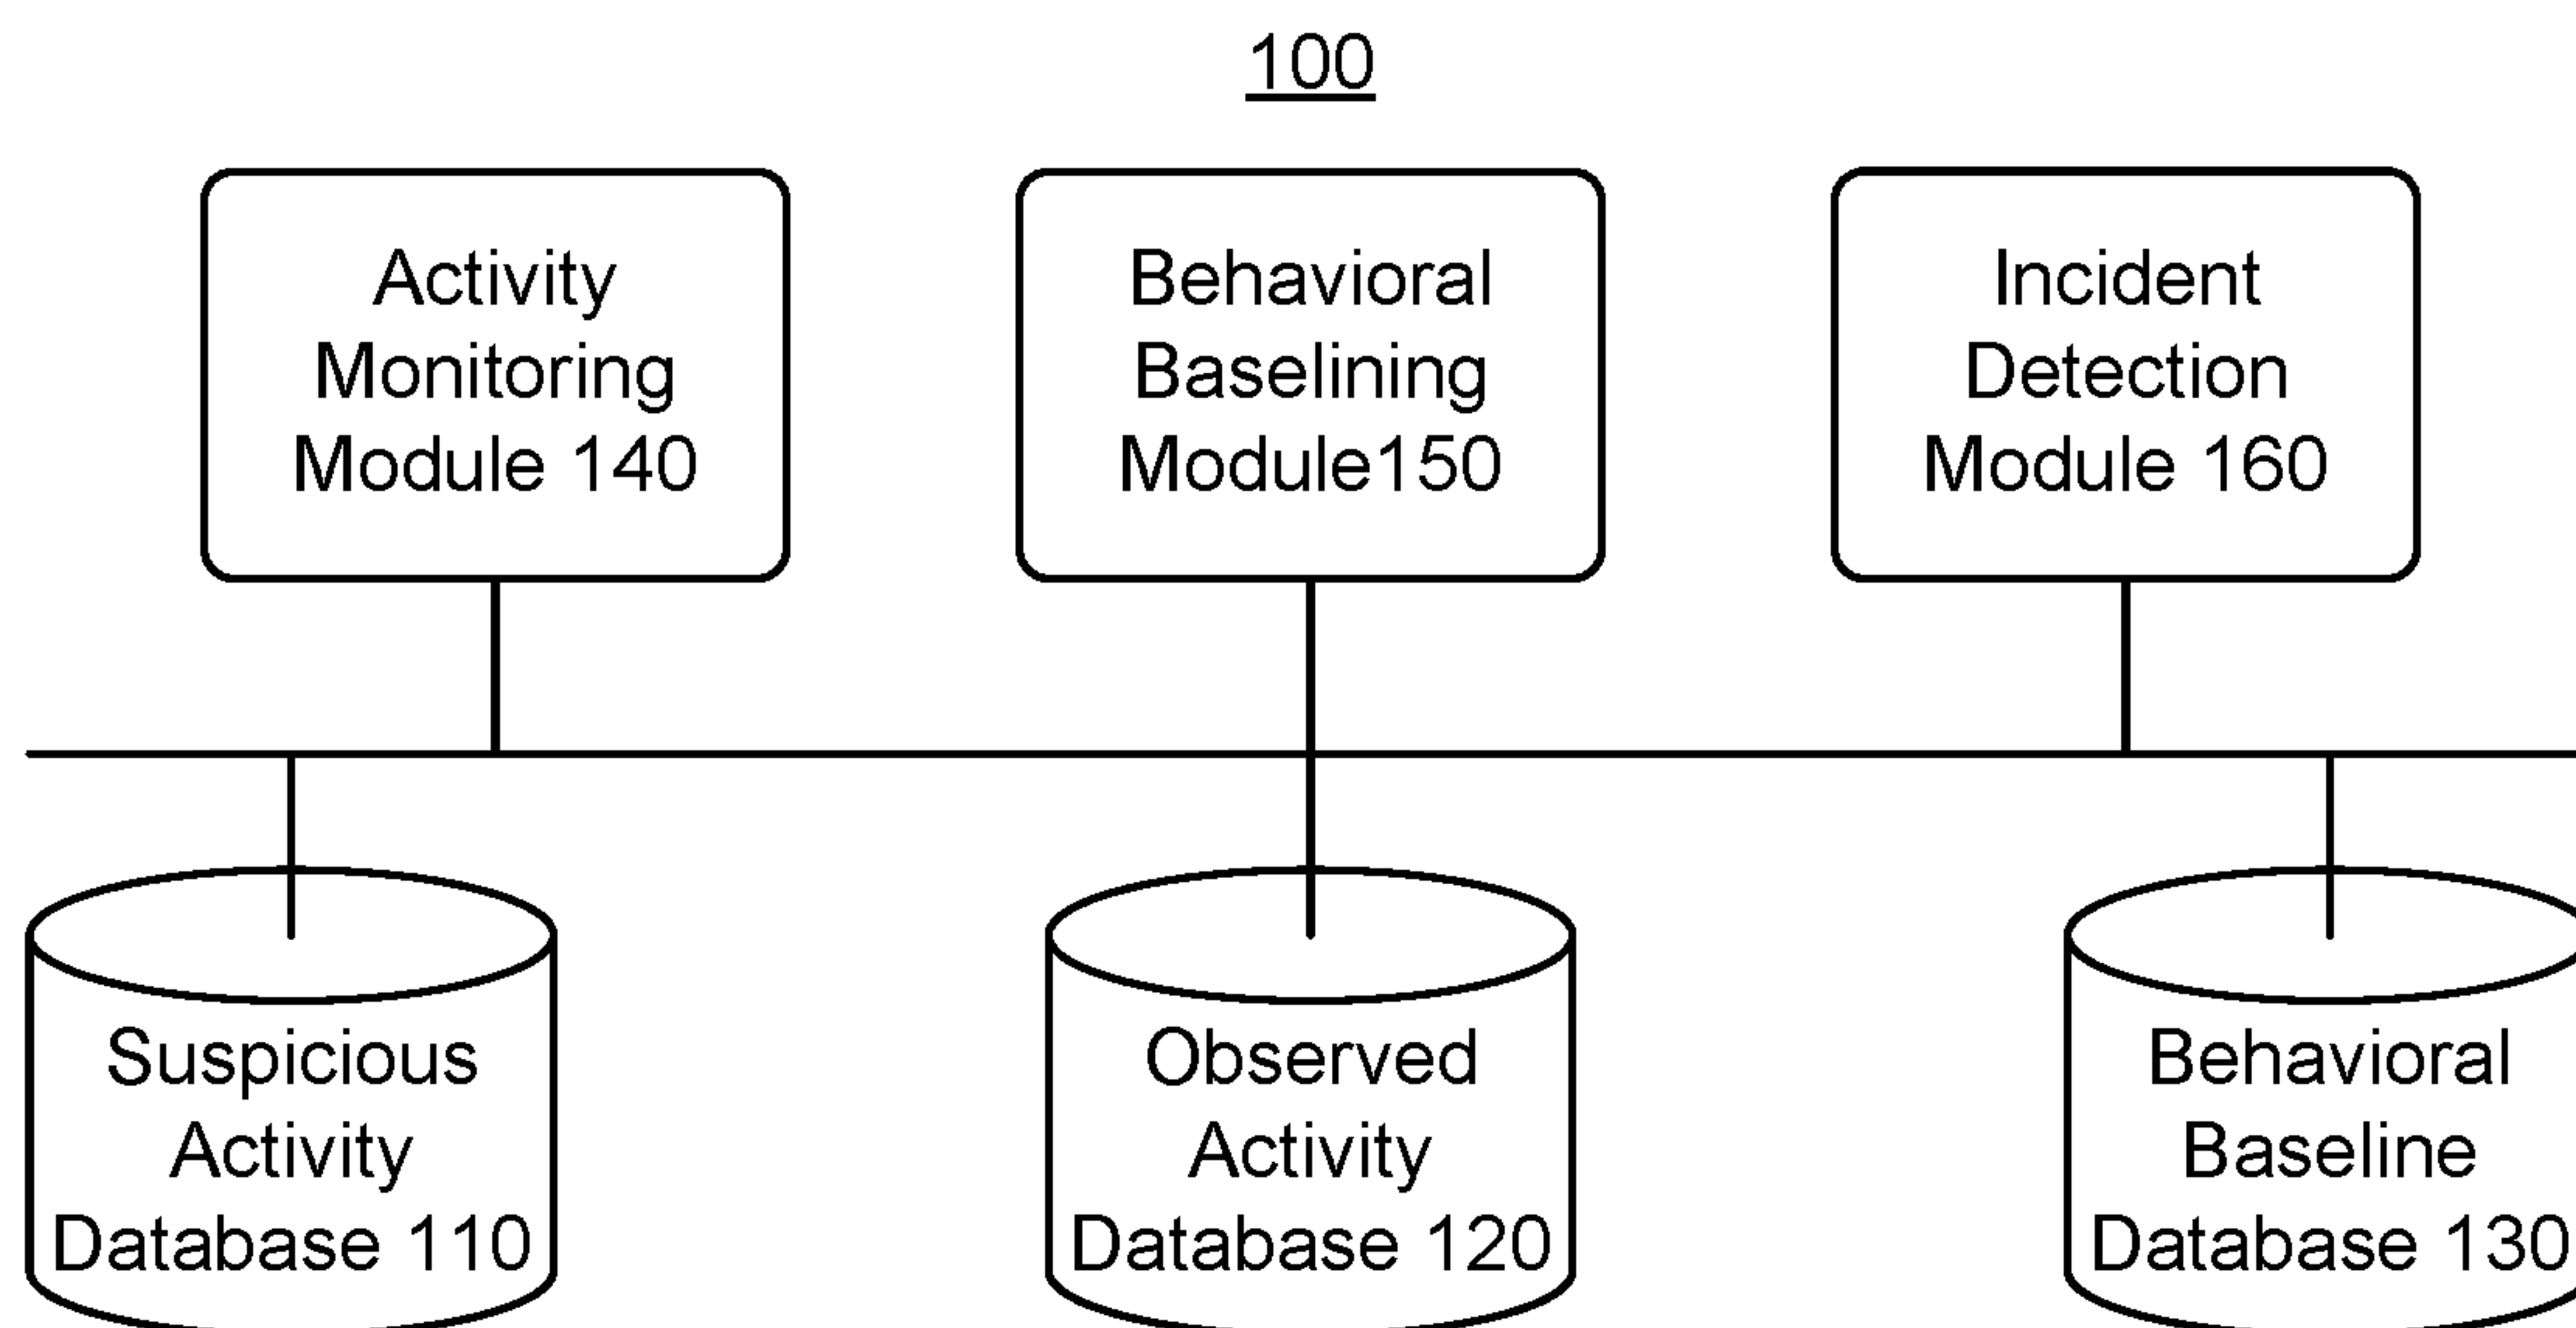 100
Activity
Monitoring
Module 140
Behavioral
Baselining
Module150
Incident
Detection
Module 160
Suspicious
Activity
Database 110
Observed
Activity
Database 120
Behavioral
Baseline
Database 130